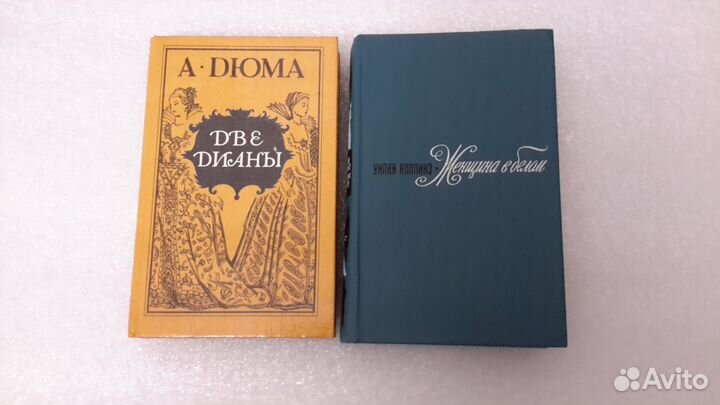 А · ДЮМА
ДВЕ
ДИАНЫ
УИЛКИ КОЛЛИНЗ · Женщина в белом
Avito